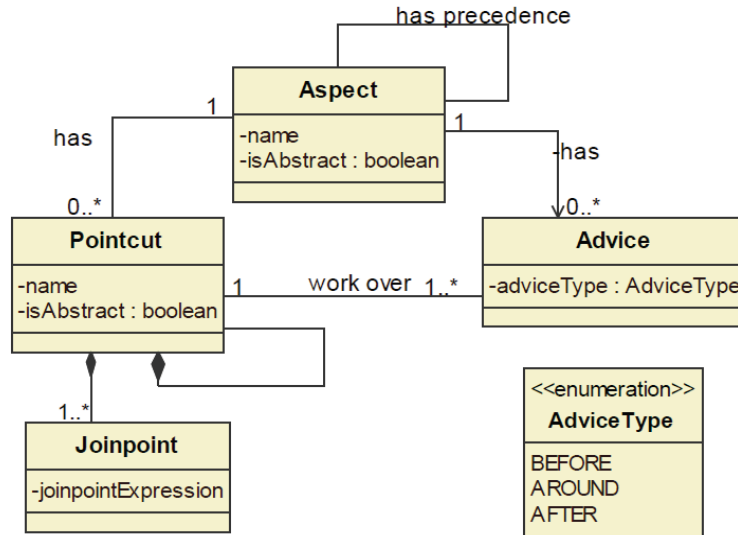 has precedence
Aspect
-name
-isAbstract : boolean
1
1
has
-has
0..*
0..*
Pointcut
-name
-isAbstract : boolean
Advice
-adviceType : AdviceType
1
work over
1..*
1..*
Joinpoint
-joinpointExpression
<<enumeration>>
AdviceType
BEFORE
AROUND
AFTER